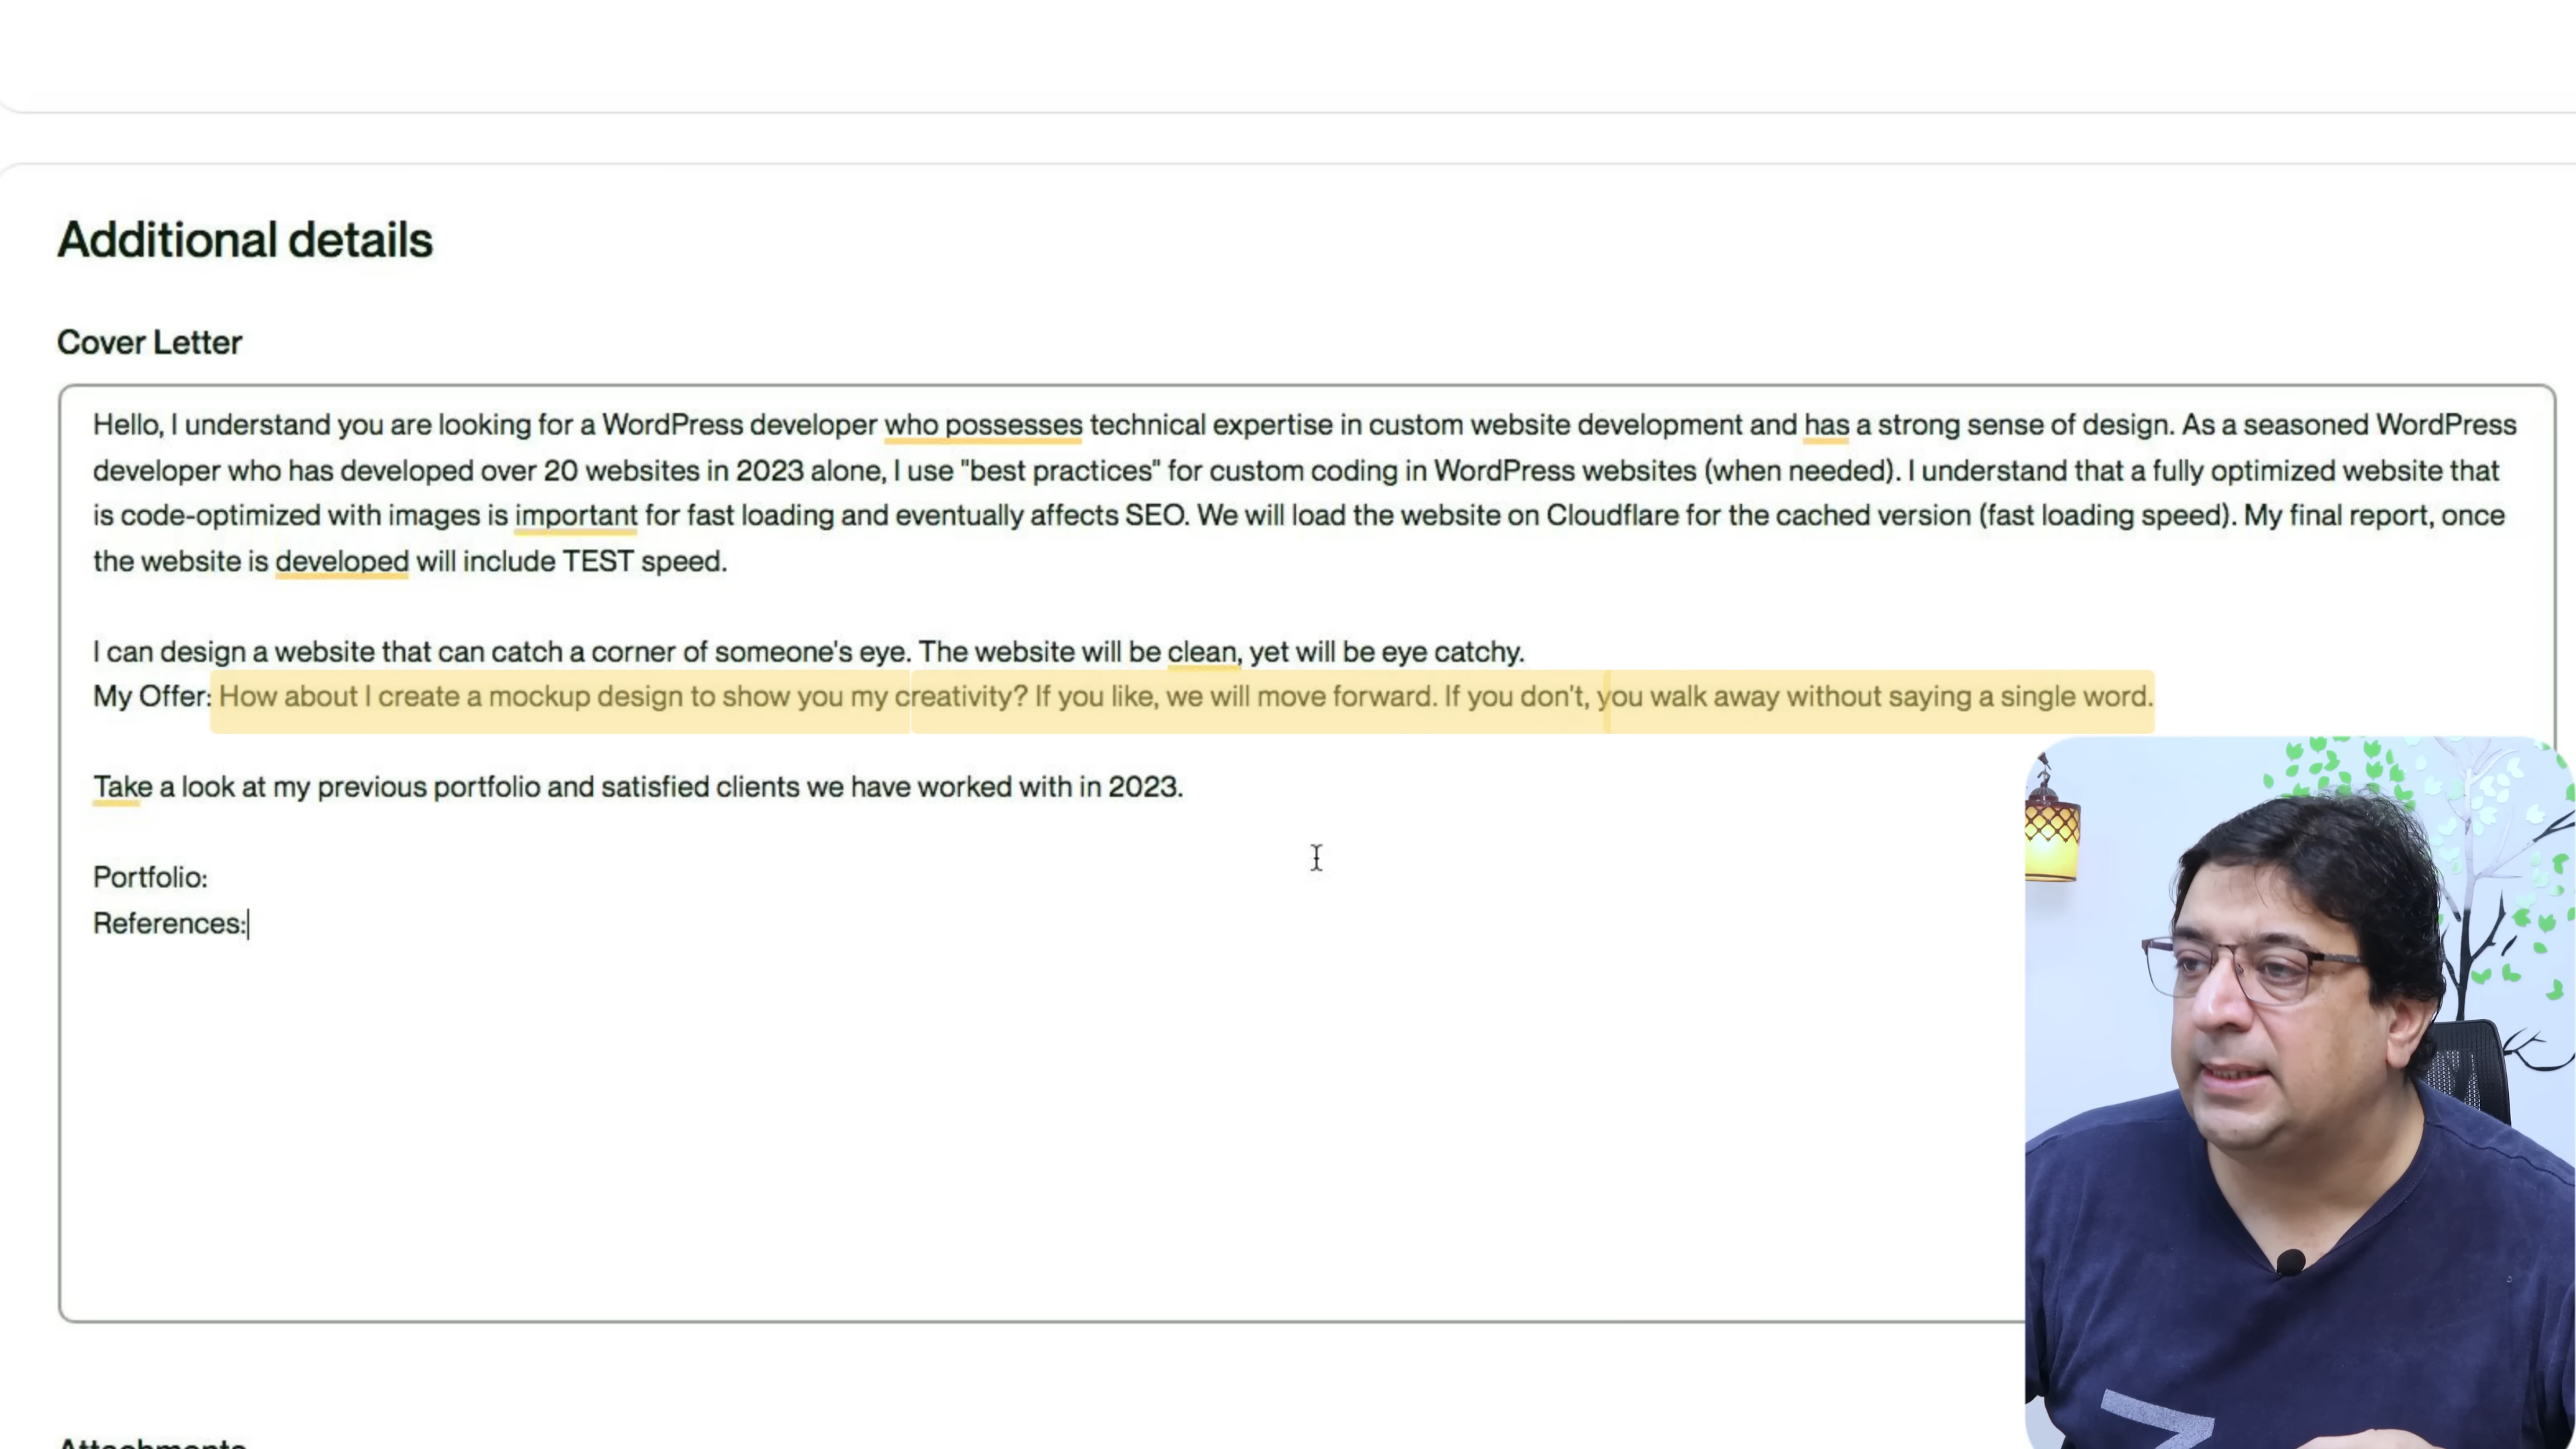 Additional details
Cover Letter
Hello, I understand you are looking for a WordPress developer who possesses technical expertise in custom website development and has a strong sense of design. As a seasoned WordPress
developer who has developed over 20 websites in 2023 alone, I use "best practices" for custom coding in WordPress websites (when needed). I understand that a fully optimized website that
is code-optimized with images is important for fast loading and eventually affects SEO. We will load the website on Cloudflare for the cached version (fast loading speed). My final report, once
the website is developed will include TEST speed.
I can design a website that can catch a corner of someone's eye. The website will be clean, yet will be eye catchy.
My Offer: How about I create a mockup design to show you my creativity? If you like, we will move forward. If you don't, you walk away without saying a single word.
Take a look at my previous portfolio and satisfied clients we have worked with in 2023.
Portfolio:
References:
Attachments
7